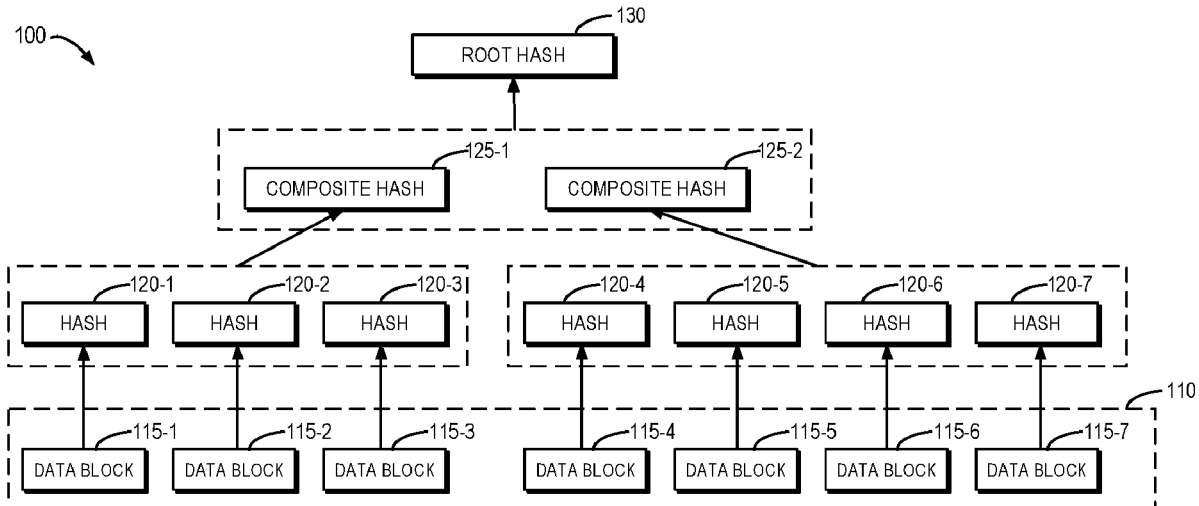 130
100
ROOT HASH
125-1
125-2
COMPOSITE HASH
COMPOSITE HASH
120-1
120-2
120-3
120-4
120-5
120-6
120-7
HASH
HASH
HASH
HASH
HASH
HASH
HASH
110
115-1
115-2
115-3
115-4
115-5
115-6
115-7
DATA BLOCK
DATA BLOCK
DATA BLOCK
DATA BLOCK
DATA BLOCK
DATA BLOCK
DATA BLOCK